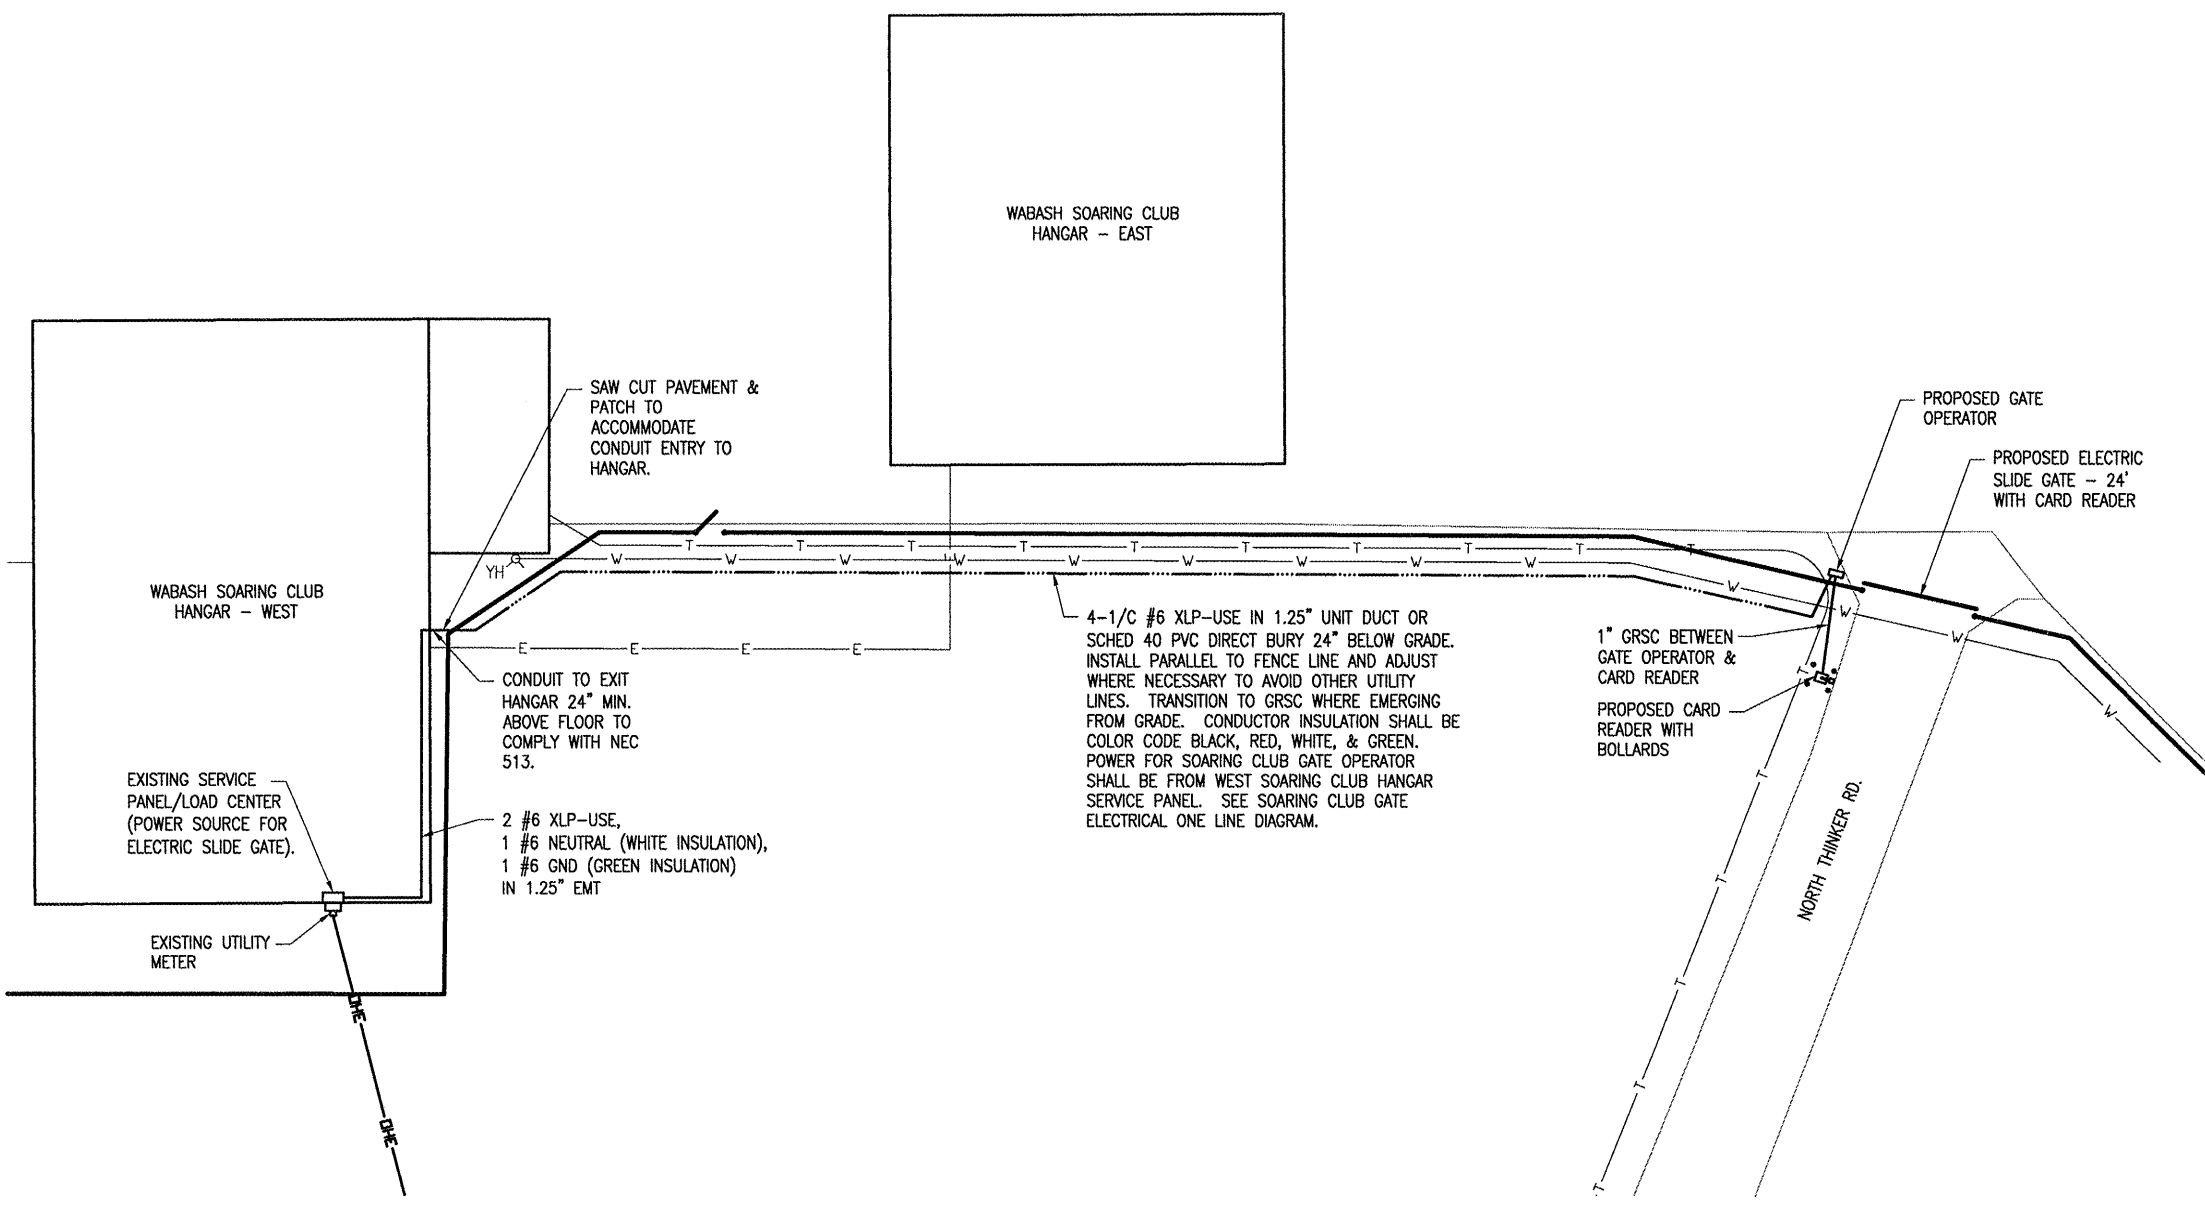 WABASH SOARING CLUB
HANGAR – EAST
SAW CUT PAVEMENT &
PATCH TO
ACCOMMODATE
CONDUIT ENTRY TO
HANGAR.
PROPOSED GATE
OPERATOR
PROPOSED ELECTRIC
SLIDE GATE – 24'
WITH CARD READER
T T T T T T T T T T
YH
W W W W W W W W W W W W W
WABASH SOARING CLUB
HANGAR – WEST
4–1/C #6 XLP–USE IN 1.25" UNIT DUCT OR
SCHED 40 PVC DIRECT BURY 24" BELOW GRADE.
INSTALL PARALLEL TO FENCE LINE AND ADJUST
WHERE NECESSARY TO AVOID OTHER UTILITY
LINES. TRANSITION TO GRSC WHERE EMERGING
FROM GRADE. CONDUCTOR INSULATION SHALL BE
COLOR CODE BLACK, RED, WHITE, & GREEN.
POWER FOR SOARING CLUB GATE OPERATOR
SHALL BE FROM WEST SOARING CLUB HANGAR
SERVICE PANEL. SEE SOARING CLUB GATE
ELECTRICAL ONE LINE DIAGRAM.
1" GRSC BETWEEN
GATE OPERATOR &
CARD READER
E E E E
CONDUIT TO EXIT
HANGAR 24" MIN.
ABOVE FLOOR TO
COMPLY WITH NEC
513.
PROPOSED CARD
READER WITH
BOLLARDS
EXISTING SERVICE
PANEL/LOAD CENTER
(POWER SOURCE FOR
ELECTRIC SLIDE GATE).
2 #6 XLP–USE,
1 #6 NEUTRAL (WHITE INSULATION),
1 #6 GND (GREEN INSULATION)
IN 1.25" EMT
NORTH THINKER RD.
T T T T T T
EXISTING UTILITY
METER
OHE
OHE